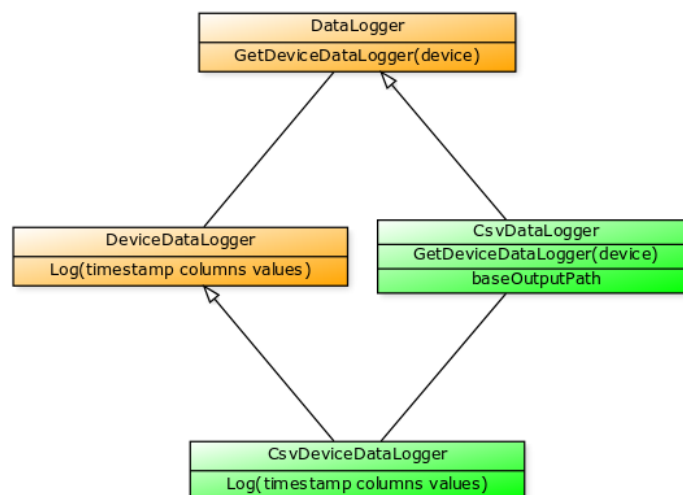 DataLogger
GetDeviceDataLogger(device)
DeviceDataLogger
Log(timestamp columns values)
CsvDataLogger
GetDeviceDataLogger(device)
baseOutputPath
CsvDeviceDataLogger
Log(timestamp columns values)